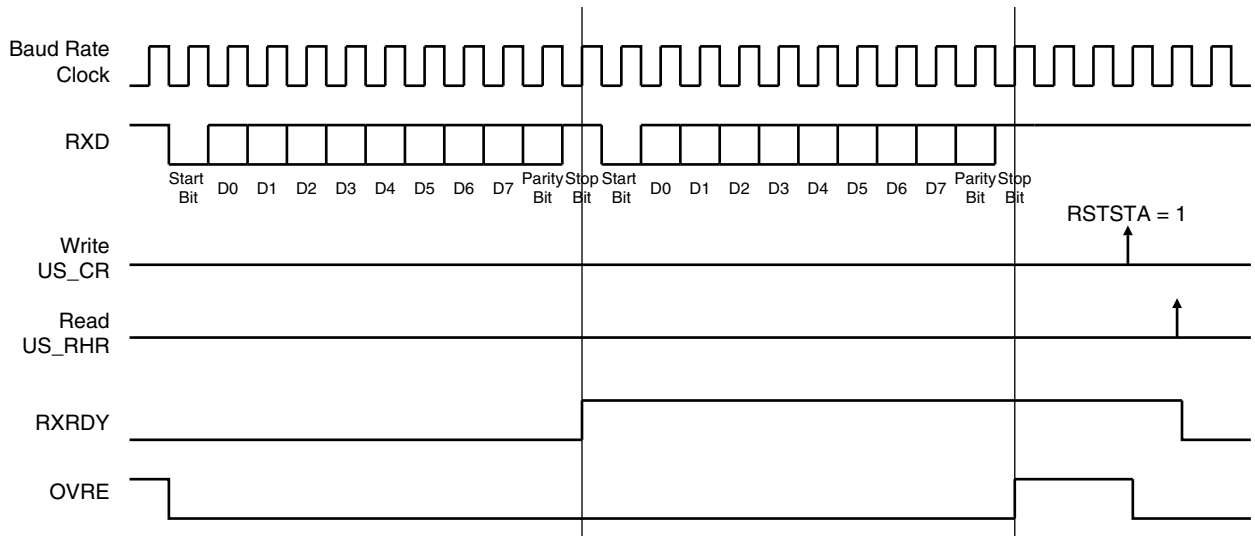 Baud Rate
Clock
RXD
Start
Bit
D0
D1
D2
D3
D4
D5
D6
D7
Parity
Bit
Stop
Bit
Start
Bit
D0
D1
D2
D3
D4
D5
D6
D7
Parity
Bit
Stop
Bit
RSTSTA = 1
Write
US_CR
Read
US_RHR
RXRDY
OVRE